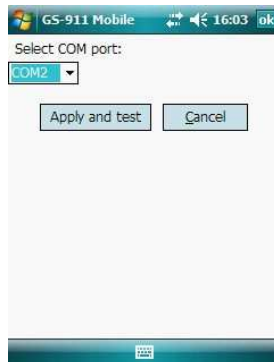 GS-911 Mobile 16:03 ok
Select COM port:
COM2
Apply and test Cancel